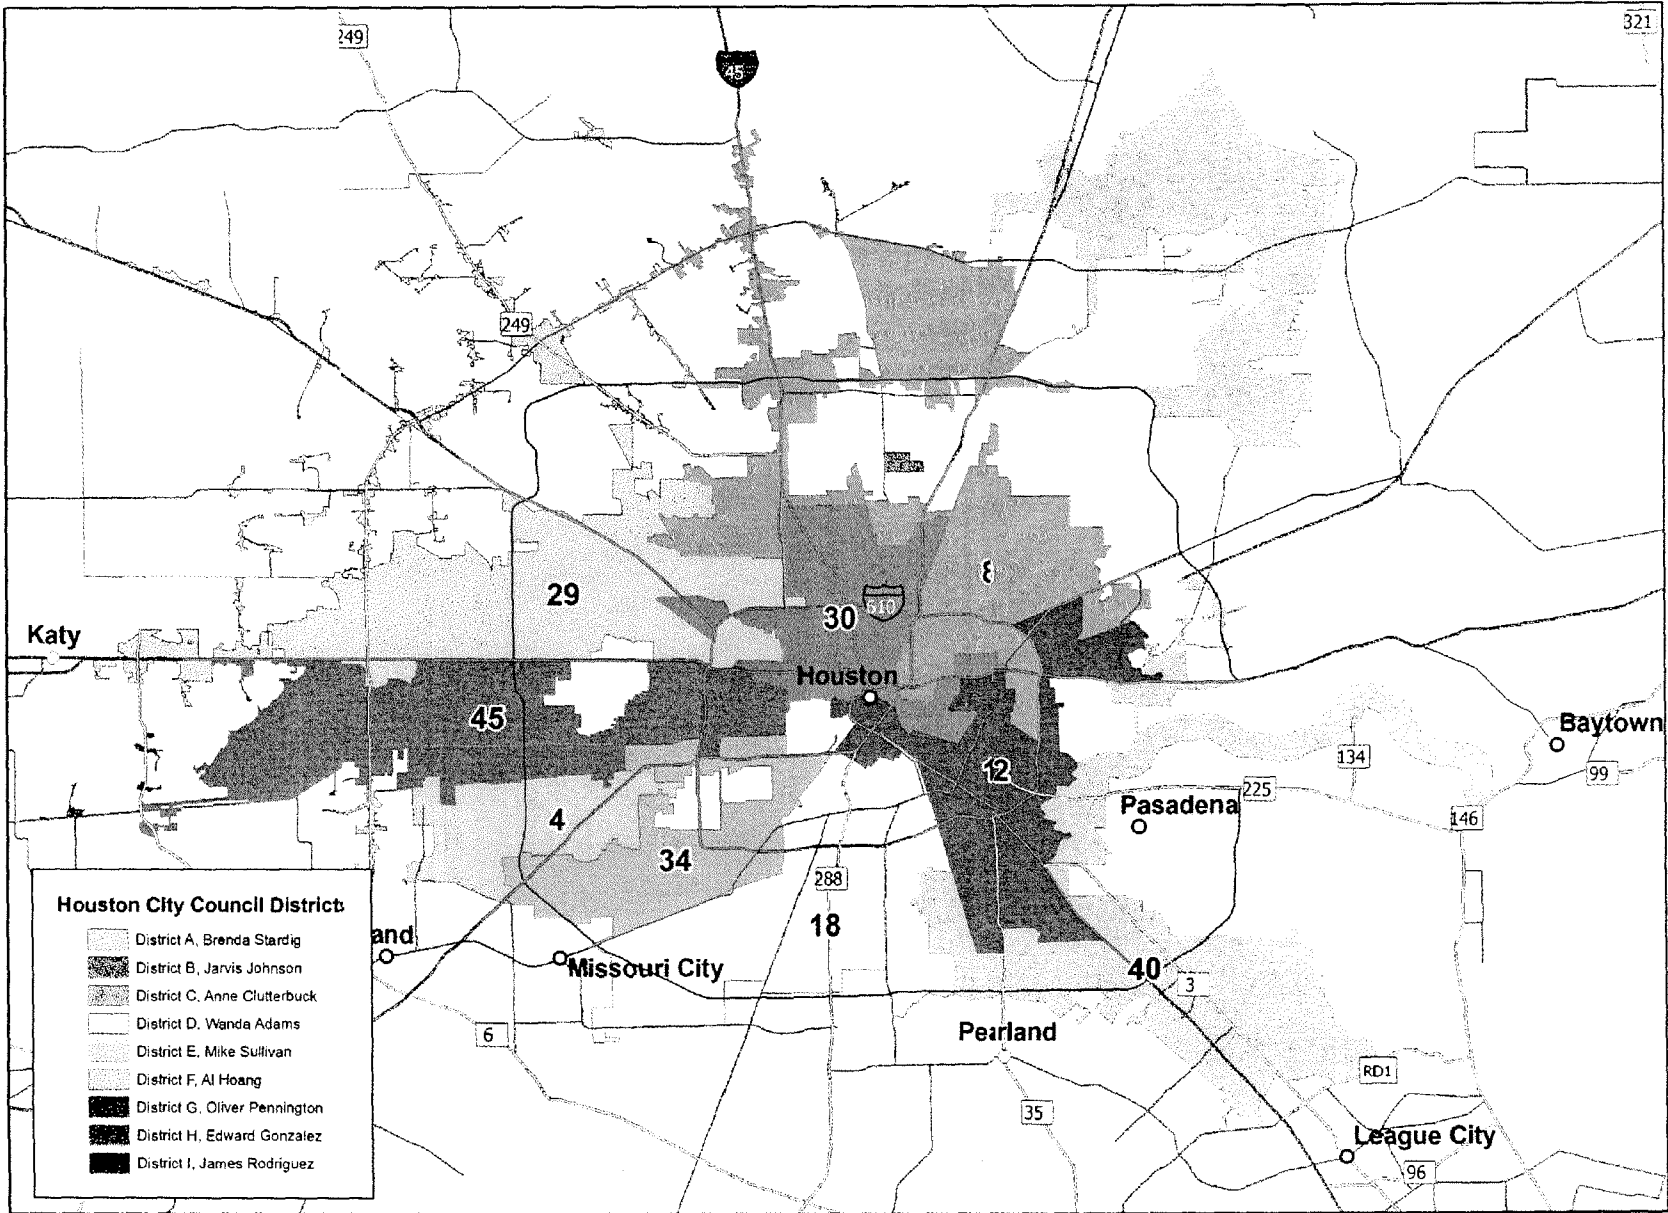 249
45
321
249
29
8
30
610
Katy
Houston
45
Baytown
134
99
12
225
Pasadena
146
4
34
288
18
Houston City Council Districts
District A, Brenda Stardig
District B, Jarvis Johnson
District C, Anne Clutterbuck
District D, Wanda Adams
District E, Mike Sullivan
District F, Al Hoang
District G, Oliver Pennington
District H, Edward Gonzalez
District I, James Rodriguez
and
Missouri City
40
3
6
Pearland
RD1
35
League City
96